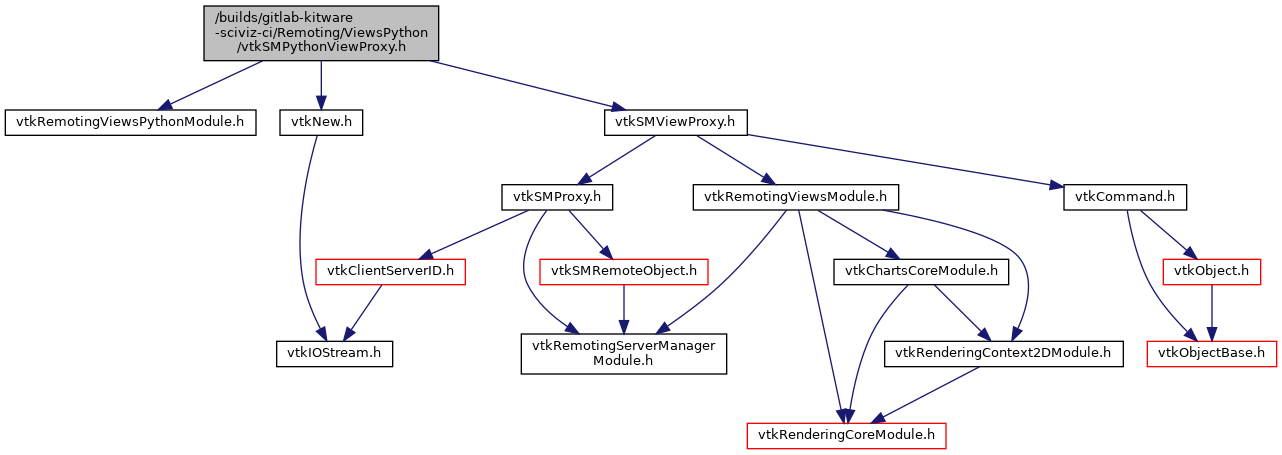 /builds/gitlab-kitware
-sciviz-ci/Remoting/ViewsPython
/vtkSMPythonViewProxy.h
vtkRemotingViewsPythonModule.h
vtkNew.h
vtkSMViewProxy.h
vtkSMProxy.h
vtkRemotingViewsModule.h
vtkCommand.h
vtkClientServerID.h
vtkSMRemoteObject.h
vtkChartsCoreModule.h
vtkObject.h
vtkIOStream.h
vtkRemotingServerManager
Module.h
vtkRenderingContext2DModule.h
vtkObjectBase.h
vtkRenderingCoreModule.h